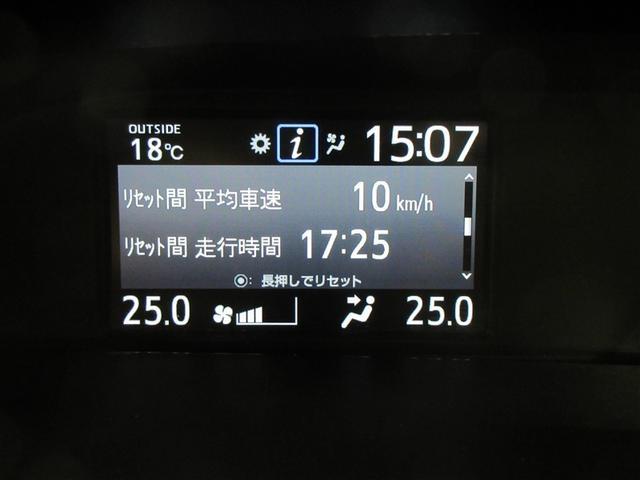 OUTSIDE
18℃
i
15:07
ﾘｾｯﾄ間 平均車速 10 km/h
ﾘｾｯﾄ間 走行時間 17:25
◉: 長押しでリセット
25.0 25.0